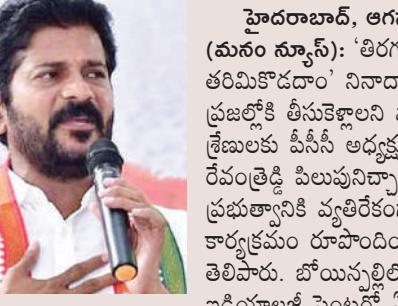 హైదరాబాద్, ఆగ
(మనం న్యూస్): ‘తిరగ
తరిమికొడదాం’ నినాదా
ప్రజల్లోకి తీసుకెళ్లాలని
శ్రేణులకు పీసీసీ అధ్యక్ష
రేవంత్రెడ్డి పిలుపునిచ్చా
ప్రభుత్వానికి వ్యతిరేకం
కార్యక్రమం రూపొందిం
తెలిపారు. బోయిన్పల్లిలి